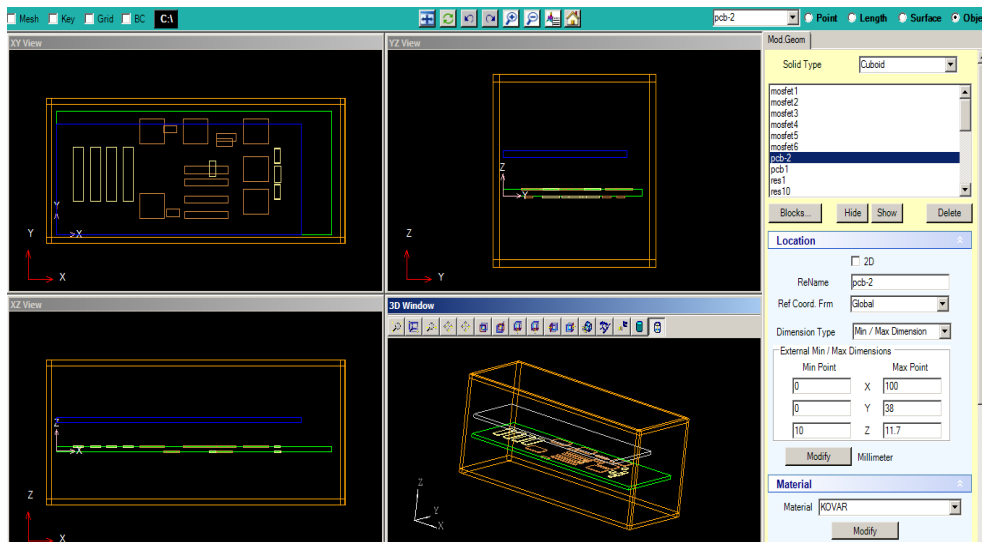 Mesh Key Grid BC C:\ pcb-2 Point Length Surface Obje
XY View YZ View Mod.Geom
Solid Type Cuboid
mosfet1
mosfet2
mosfet3
mosfet4
mosfet5
mosfet6
pcb-2
pcb1
res1
res10
Blocks... Hide Show Delete
Location
2D
ReName pcb-2
Ref Coord. Frm Global
Dimension Type Min / Max Dimension
External Min / Max Dimensions
Min Point Max Point
0 X 100
0 Y 38
10 Z 11.7
Modify Millimeter
Material
Material KOVAR
Modify
Y X
Y X
Z Y
Z Y
XZ View 3D Window
Z X
Z X
Z Y X